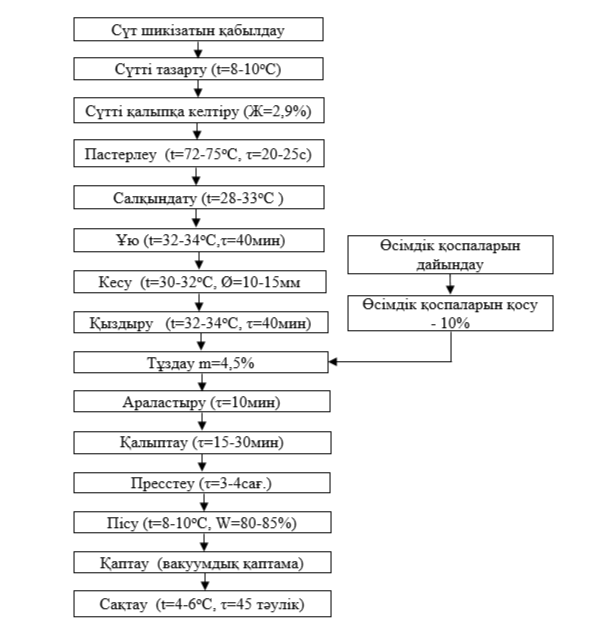 Сүт шикізатын қабылдау
Сүтті тазарту (t=8-10°C)
Сүтті қалыпқа келтіру (Ж=2,9%)
Пастерлеу (t=72-75°C, τ=20-25с)
Салқындату (t=28-33°C )
Ұю (t=32-34°C,τ=40мин)
Кесу (t=30-32°C, Ø=10-15мм
Қыздыру (t=32-34°C, τ=40мин)
Өсімдік қоспаларын
дайындау
Өсімдік қоспаларын қосу
- 10%
Тұздау m=4,5%
Араластыру (τ=10мин)
Қалыптау (τ=15-30мин)
Пресстеу (τ=3-4сағ.)
Пісу (t=8-10°C, W=80-85%)
Қаптау (вакуумдық қаптама)
Сақтау (t=4-6°C, τ=45 тәулік)